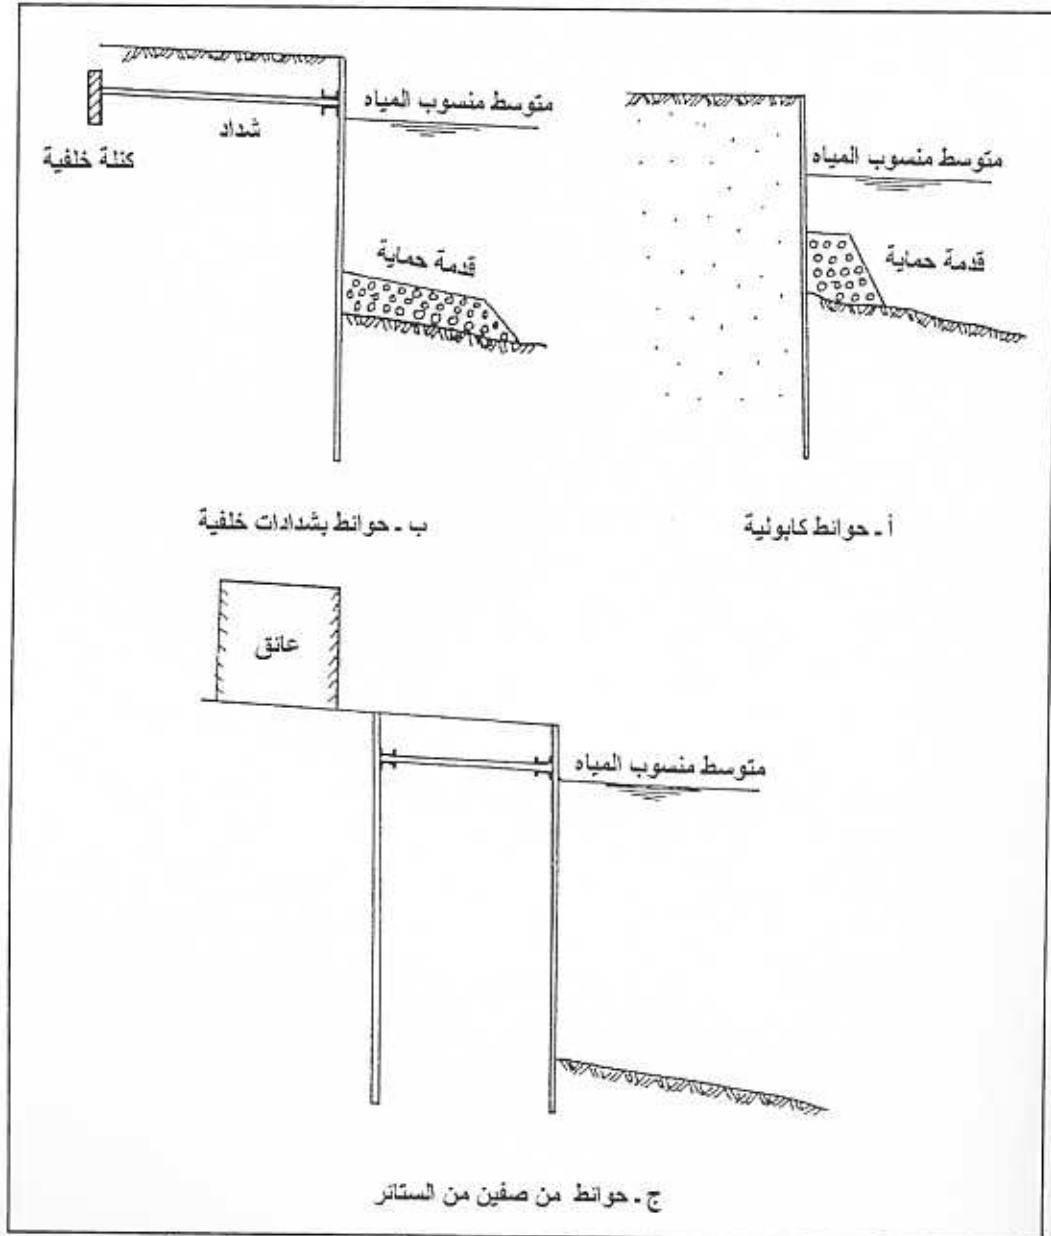 متوسط منسوب المياه
قدمة حماية
أ - حوائط كابولية
متوسط منسوب المياه
شداد
كتلة خلفية
قدمة حماية
ب - حوائط بشدادات خلفية
عائق
متوسط منسوب المياه
ج - حوائط من صفين من الستائر